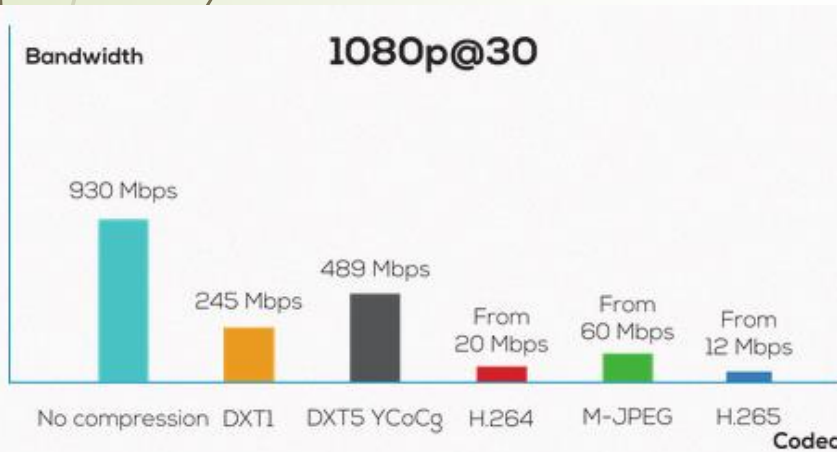 Bandwidth
1080p@30
930 Mbps
245 Mbps
489 Mbps
From
20 Mbps
From
60 Mbps
From
12 Mbps
No compression
DXT1
DXT5 YCoCg
H.264
M-JPEG
H.265
Codec